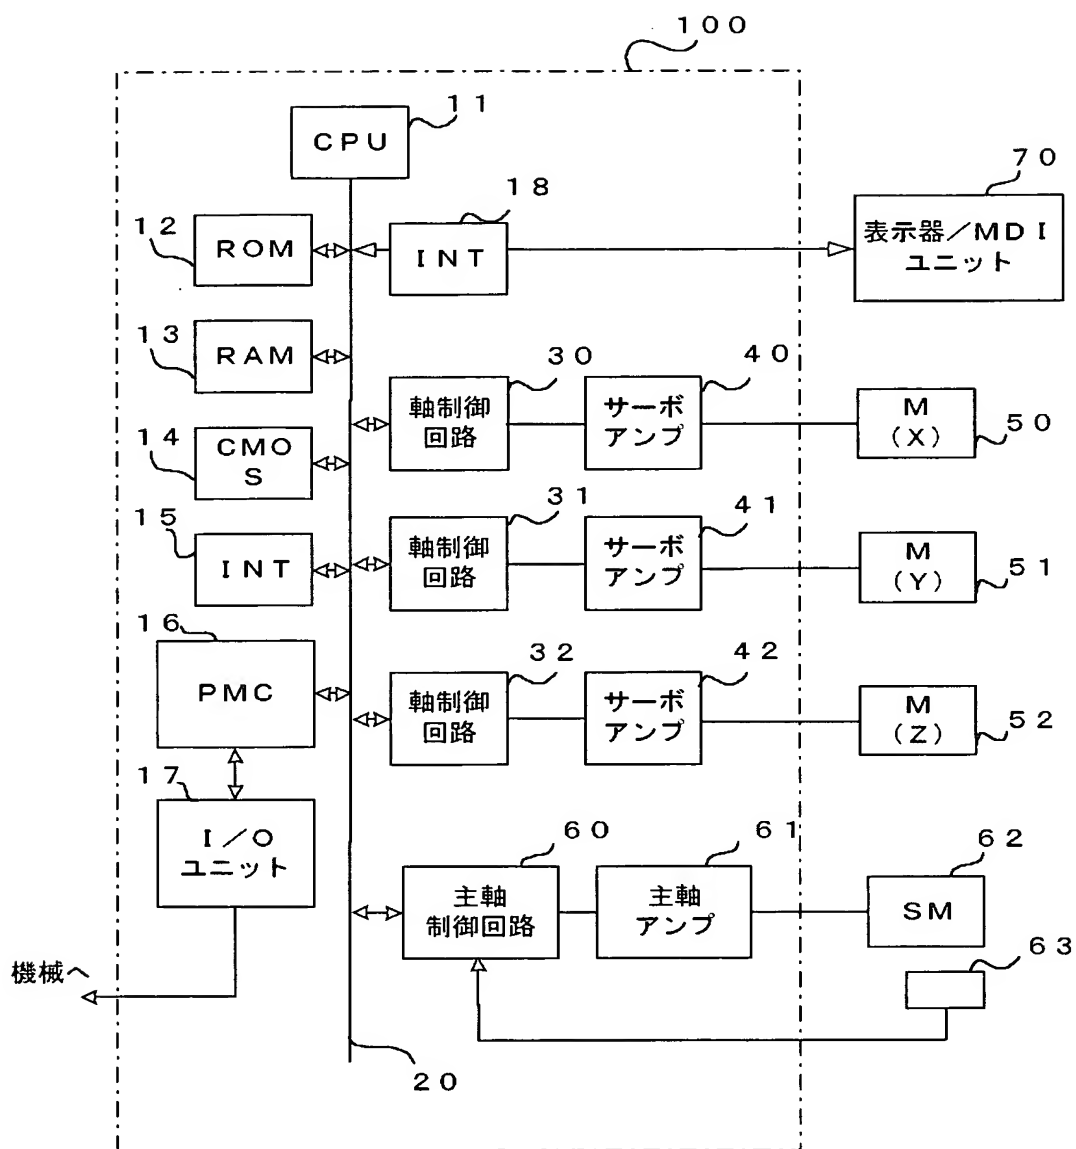 100
CPU
11
18
70
12
ROM
INT
表示器/MDI
ユニット
13
RAM
30
40
軸制御
回路
サーボ
アンプ
M
(X)
50
14
CMO
S
15
INT
31
41
軸制御
回路
サーボ
アンプ
M
(Y)
51
16
PMC
32
42
軸制御
回路
サーボ
アンプ
M
(Z)
52
17
I/O
ユニット
60
61
62
主軸
制御回路
主軸
アンプ
SM
63
機械へ
20